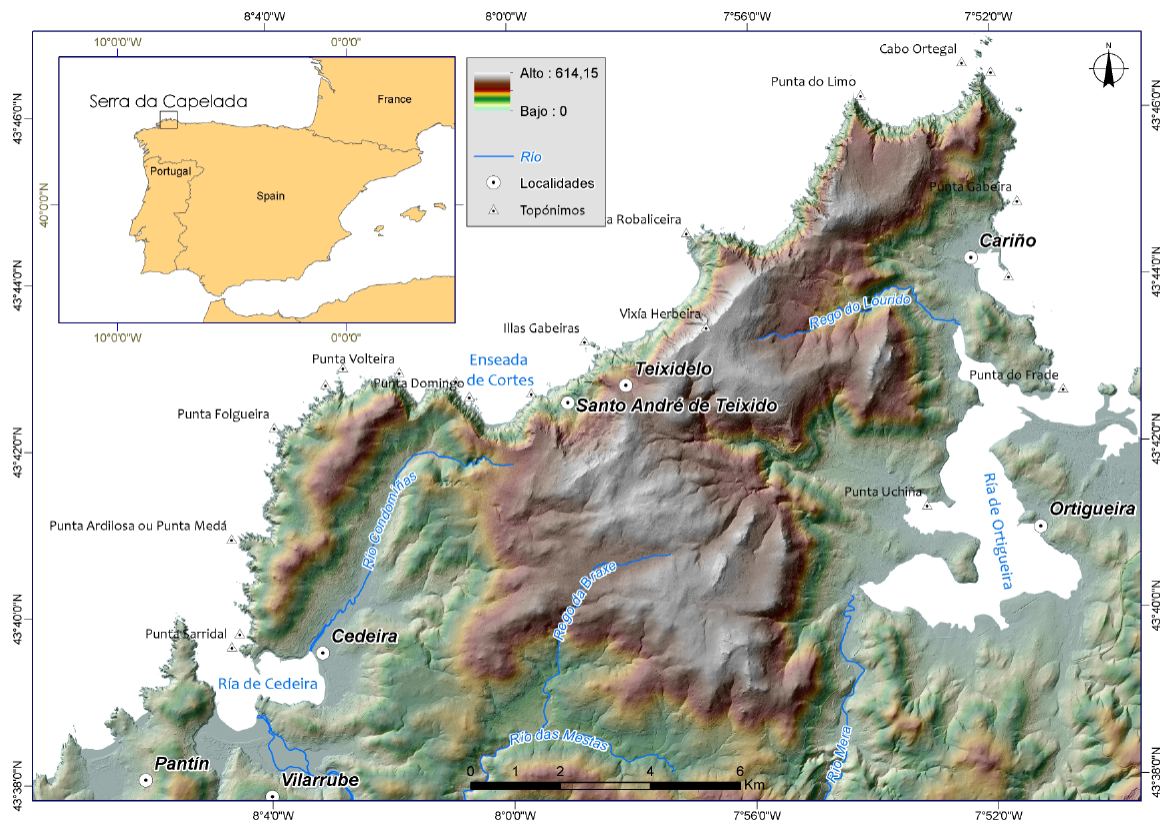 8°4'0"W
8°0'0"W
7°56'0"W
7°52'0"W
10°0'0"W
0°0'0"
Serra da Capelada
France
Portugal
Spain
40°0'0"N
10°0'0"W
0°0'0"
Alto : 614,15
Bajo : 0
Río
Localidades
Topónimos
N
Cabo Ortegal
Punta do Limo
43°46'0"N
43°46'0"N
Punta Gabeira
a Robaliceira
Cariño
43°44'0"N
43°44'0"N
Rego do Lourido
Vixía Herbeira
Illas Gabeiras
Punta Volteira
Enseada
de Cortes
Teixidelo
Punta do Frade
Punta Domingo
Santo André de Teixido
Punta Folgueira
43°42'0"N
43°42'0"N
Río Condomiñas
Punta Uchiña
Ría de Ortigueira
Ortigueira
Punta Ardilosa ou Punta Medá
Rego da Braxe
43°40'0"N
43°40'0"N
Punta Sarridal
Cedeira
Ría de Cedeira
Río das Mestas
Río Mera
Pantín
Vilarrube
43°38'0"N
43°38'0"N
0 1 2 4 6
Km
8°4'0"W
8°0'0"W
7°56'0"W
7°52'0"W